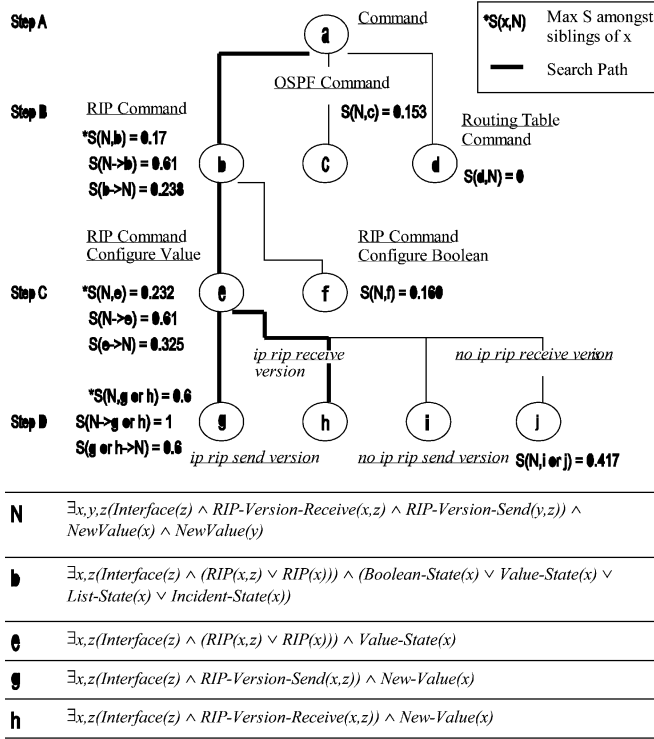 Step A
Command
a
*S(x,N) Max S amongst siblings of x
Search Path
OSPF Command
Step B
RIP Command
S(N,c) = 0.153
*S(N,b) = 0.17
S(N->b) = 0.61
S(b->N) = 0.238
b
C
d
Routing Table
Command
S(d,N) = 0
RIP Command
Configure Value
RIP Command
Configure Boolean
Step C
*S(N,e) = 0.232
S(N->e) = 0.61
S(e->N) = 0.325
e
f
S(N,f) = 0.160
ip rip receive
version
no ip rip receive version
*S(N,g or h) = 0.6
Step D
S(N->g or h) = 1
S(g or h->N) = 0.6
g
h
i
j
ip rip send version
no ip rip send version
S(N,i or j) = 0.417
N ∃x,y,z(Interface(z) ∧ RIP-Version-Receive(x,z) ∧ RIP-Version-Send(y,z)) ∧
NewValue(x) ∧ NewValue(y)
b ∃x,z(Interface(z) ∧ (RIP(x,z) ∨ RIP(x))) ∧ (Boolean-State(x) ∨ Value-State(x) ∨
List-State(x) ∨ Incident-State(x))
e ∃x,z(Interface(z) ∧ (RIP(x,z) ∨ RIP(x))) ∧ Value-State(x)
g ∃x,z(Interface(z) ∧ RIP-Version-Send(x,z)) ∧ New-Value(x)
h ∃x,z(Interface(z) ∧ RIP-Version-Receive(x,z)) ∧ New-Value(x)